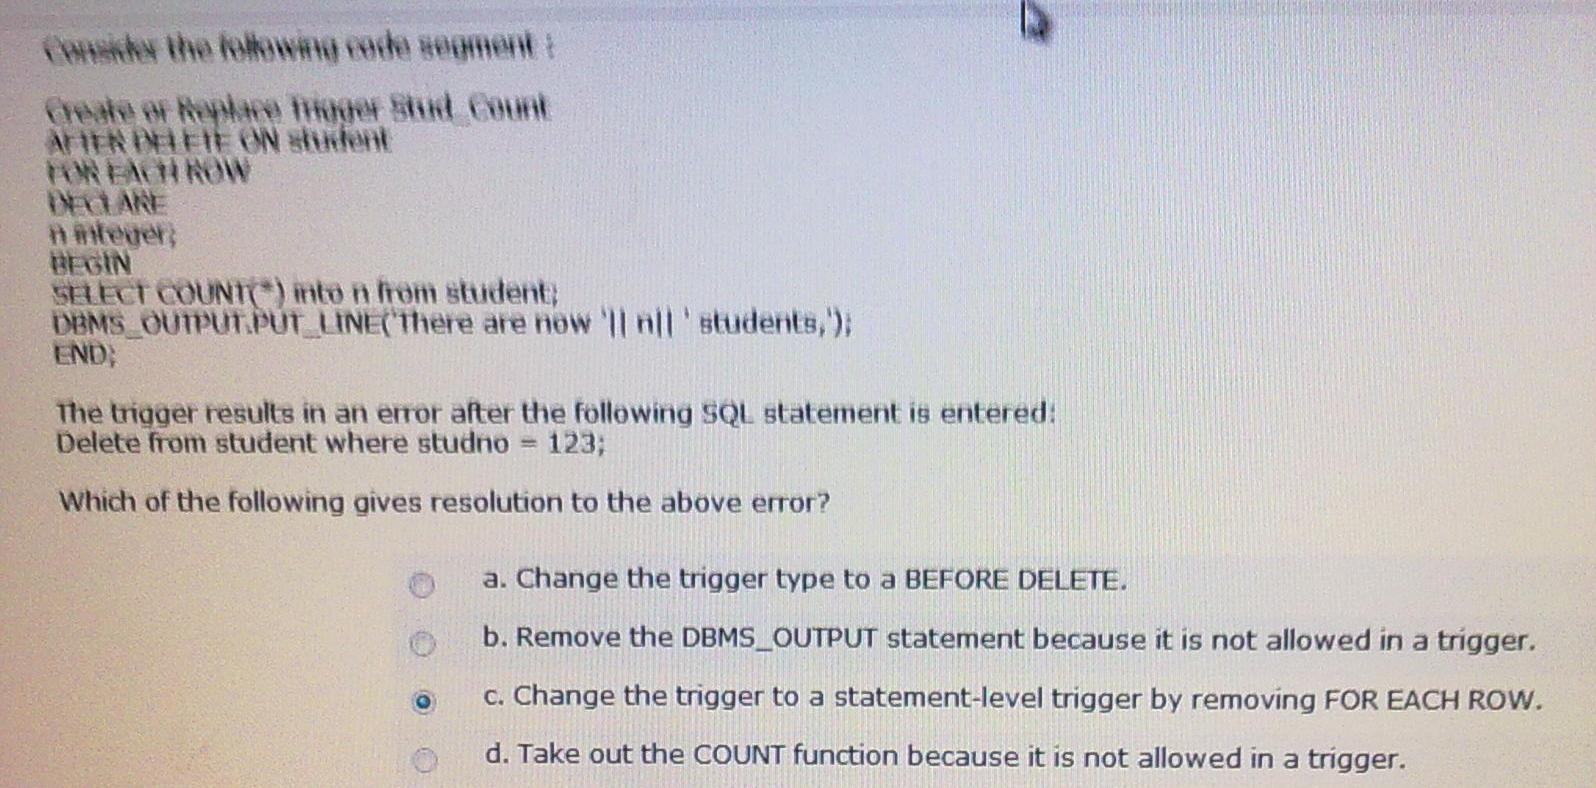 Consider the following code segment :
Create or Replace Trigger Stud_Count
AFTER DELETE ON student
FOR EACH ROW
DECLARE
n integer;
BEGIN
SELECT COUNT(*) into n from student;
DBMS_OUTPUT.PUT_LINE('There are now '|| n|| ' students,');
END;
The trigger results in an error after the following SQL statement is entered:
Delete from student where studno = 123;
Which of the following gives resolution to the above error?
a. Change the trigger type to a BEFORE DELETE.
b. Remove the DBMS_OUTPUT statement because it is not allowed in a trigger.
c. Change the trigger to a statement-level trigger by removing FOR EACH ROW.
d. Take out the COUNT function because it is not allowed in a trigger.